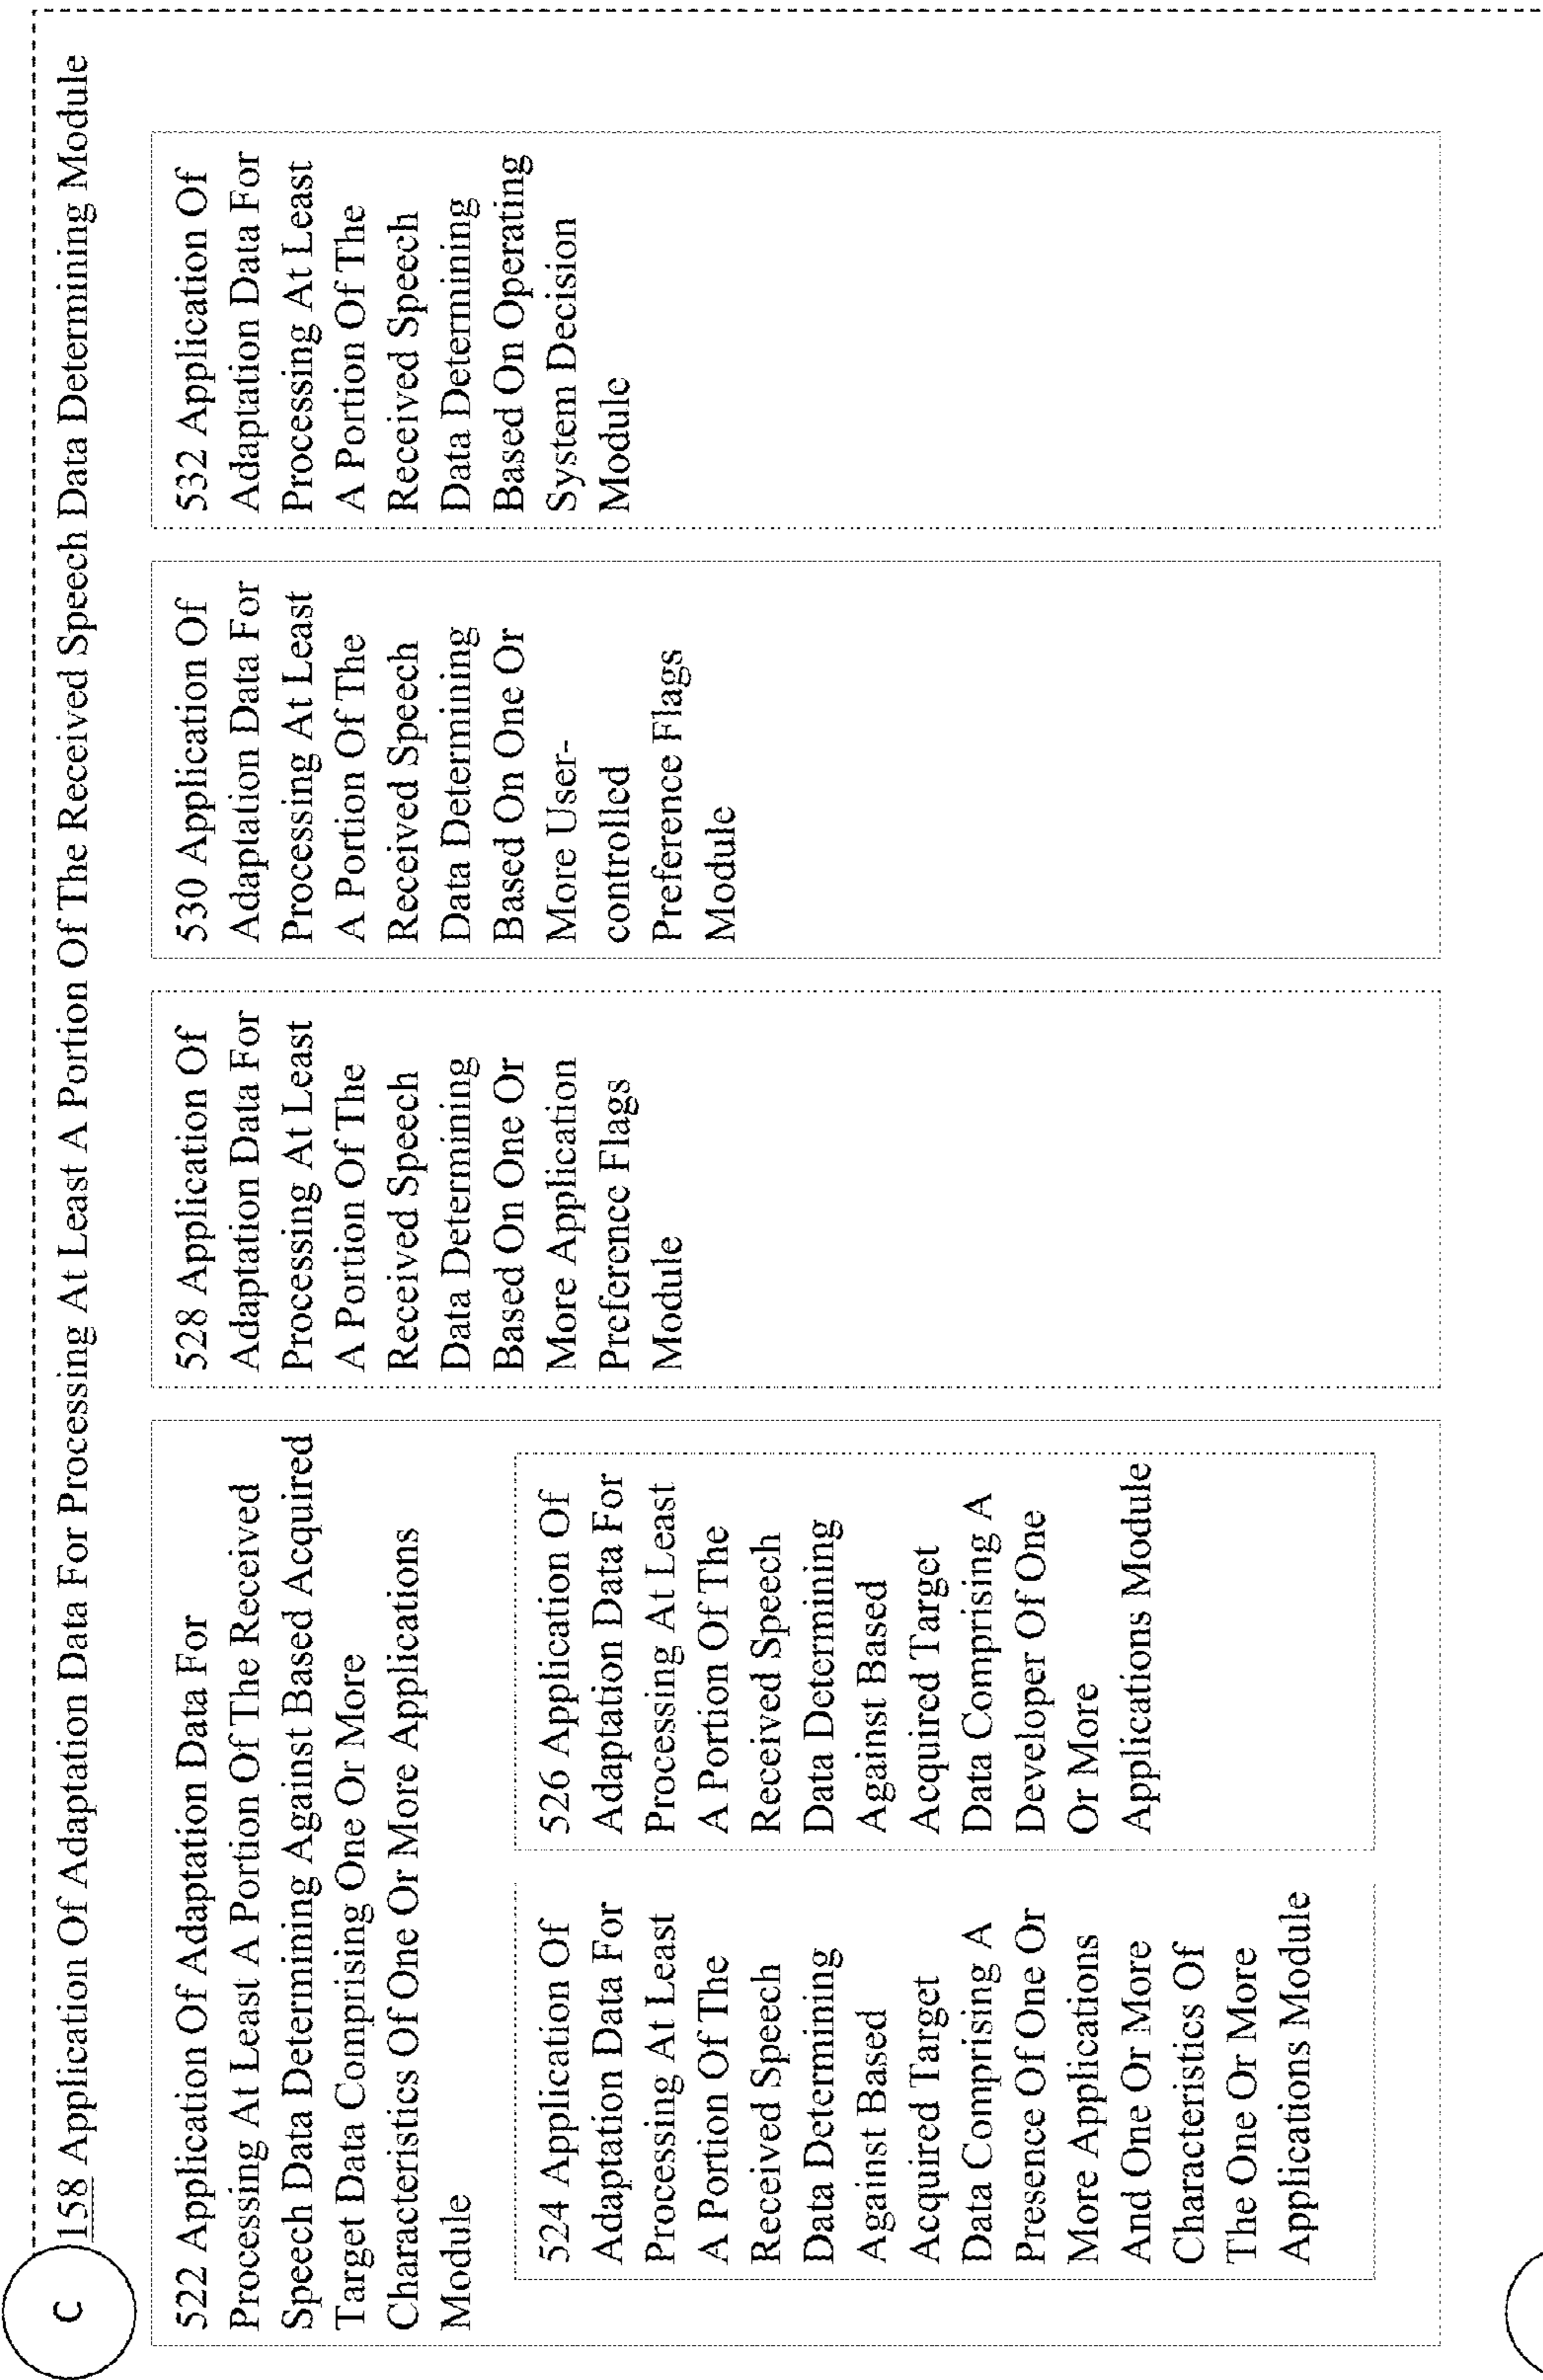 C
158 Application Of Adaptation Data For Processing At Least A Portion Of The Received Speech Data Determining Module
522 Application Of Adaptation Data For
Processing At Least A Portion Of The Received
Speech Data Determining Against Based Acquired
Target Data Comprising One Or More
Characteristics Of One Or More Applications
Module
524 Application Of
Adaptation Data For
Processing At Least
A Portion Of The
Received Speech
Data Determining
Against Based
Acquired Target
Data Comprising A
Presence Of One Or
More Applications
And One Or More
Characteristics Of
The One Or More
Applications Module
526 Application Of
Adaptation Data For
Processing At Least
A Portion Of The
Received Speech
Data Determining
Against Based
Acquired Target
Data Comprising A
Developer Of One
Or More
Applications Module
528 Application Of
Adaptation Data For
Processing At Least
A Portion Of The
Received Speech
Data Determining
Based On One Or
More Application
Preference Flags
Module
530 Application Of
Adaptation Data For
Processing At Least
A Portion Of The
Received Speech
Data Determining
Based On One Or
More User-
controlled
Preference Flags
Module
532 Application Of
Adaptation Data For
Processing At Least
A Portion Of The
Received Speech
Data Determining
Based On Operating
System Decision
Module